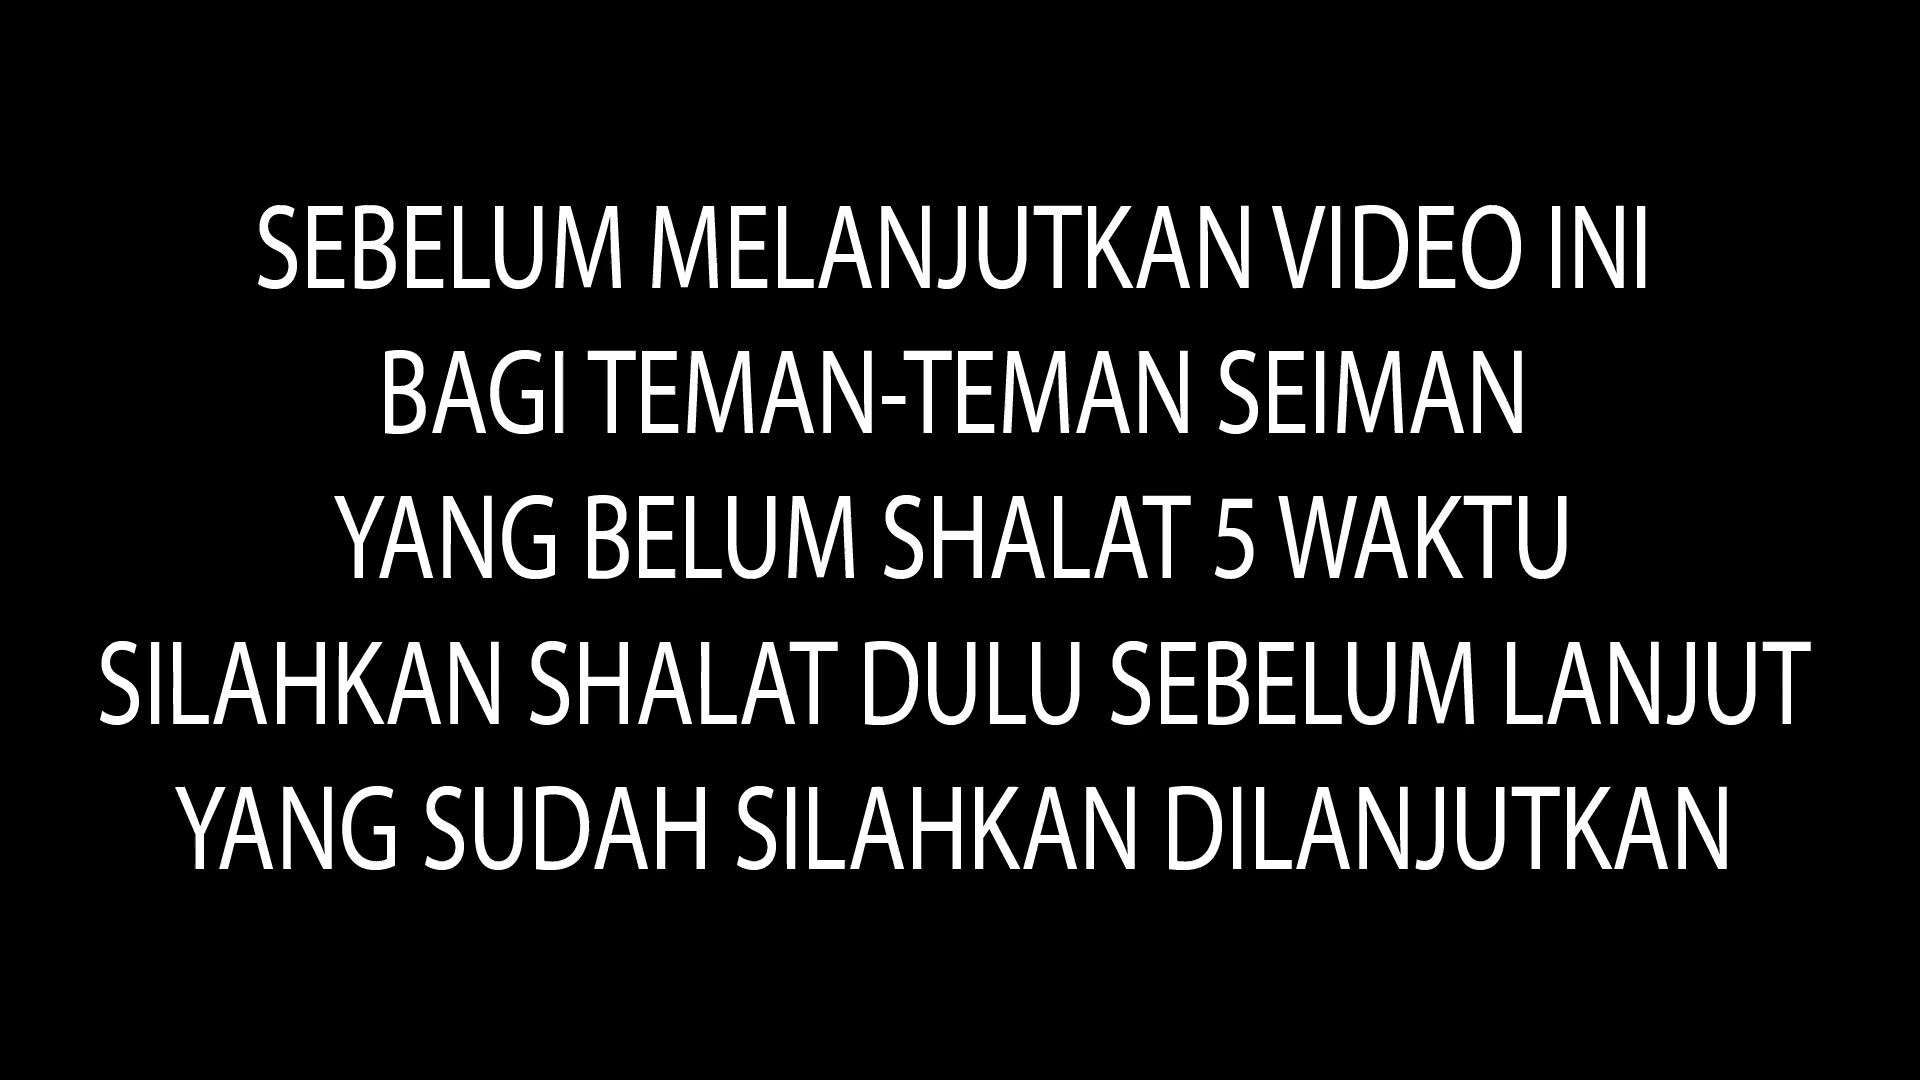 SEBELUM MELANJUTKAN VIDEO INI
BAGI TEMAN-TEMAN SEIMAN
YANG BELUM SHALAT 5 WAKTU
SILAHKAN SHALAT DULU SEBELUM LANJUT
YANG SUDAH SILAHKAN DILANJUTKAN